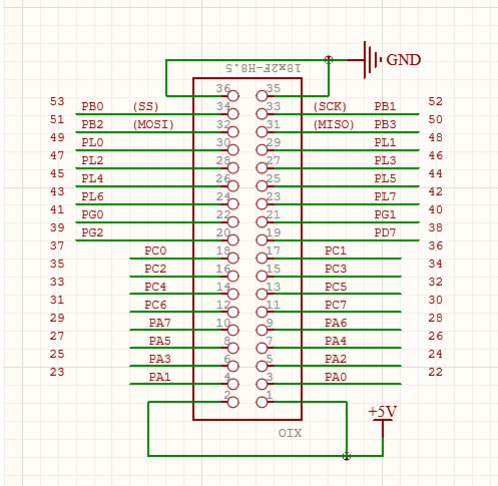 18x2F-H8.5
GND
36 35
53 PB0 (SS) 34 33 (SCK) PB1 52
51 PB2 (MOSI) 32 31 (MISO) PB3 50
49 PL0 30 29 PL1 48
47 PL2 28 27 PL3 46
45 PL4 26 25 PL5 44
43 PL6 24 23 PL7 42
41 PG0 22 21 PG1 40
39 PG2 20 19 PD7 38
37 PC0 18 17 PC1 36
35 PC2 16 15 PC3 34
33 PC4 14 13 PC5 32
31 PC6 12 11 PC7 30
29 PA7 10 9 PA6 28
27 PA5 8 7 PA4 26
25 PA3 6 5 PA2 24
23 PA1 4 3 PA0 22
2 1
+5V
XIO